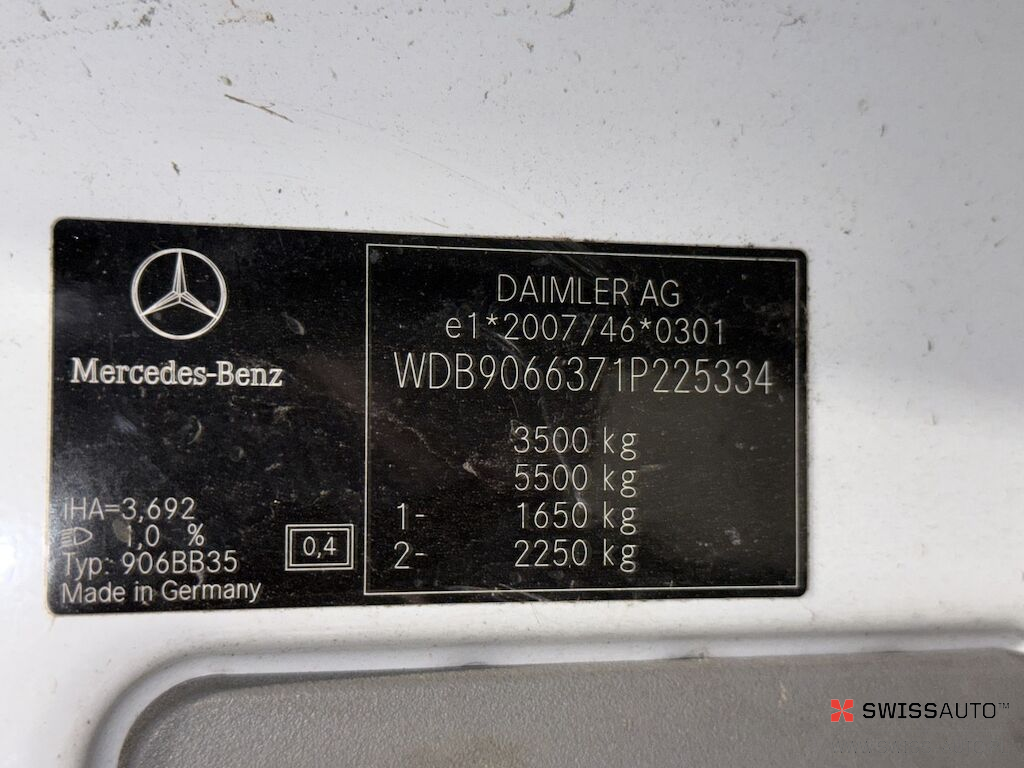 Mercedes-Benz
iHA=3,692
1,0 %
Typ: 906BB35
Made in Germany
0,4
DAIMLER AG
e1*2007/46*0301
WDB9066371P225334
3500 kg
5500 kg
1- 1650 kg
2- 2250 kg
SWISSAUTO™